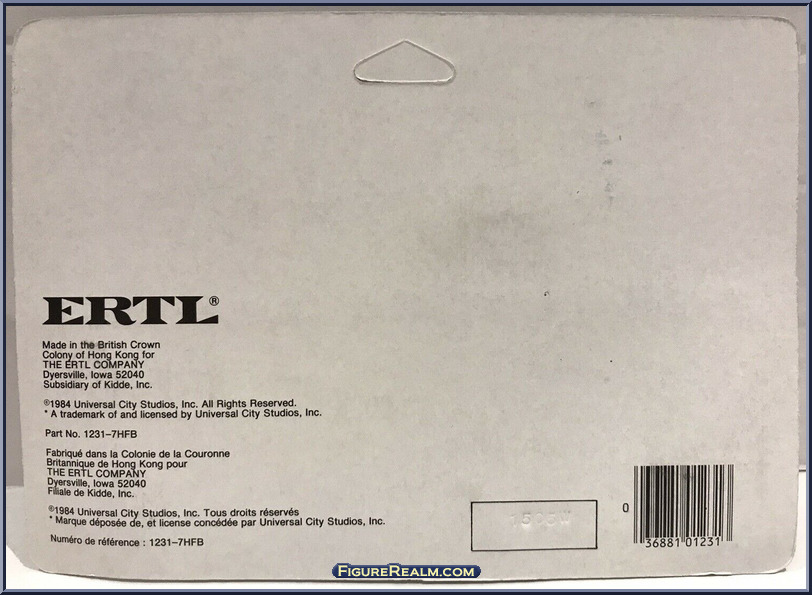 ERTL®
Made in the British Crown
Colony of Hong Kong for
THE ERTL COMPANY
Dyersville, Iowa 52040
Subsidiary of Kidde, Inc.
©1984 Universal City Studios, Inc. All Rights Reserved.
* A trademark of and licensed by Universal City Studios, Inc.
Part No. 1231-7HFB
Fabriqué dans la Colonie de la Couronne
Britannique de Hong Kong pour
THE ERTL COMPANY
Dyersville, Iowa 52040
Filiale de Kidde, Inc.
©1984 Universal City Studios, Inc. Tous droits réservés
* Marque déposée de, et license concédée par Universal City Studios, Inc.
Numéro de référence : 1231-7HFB
0 36881 01231
FIGUREREALM.COM